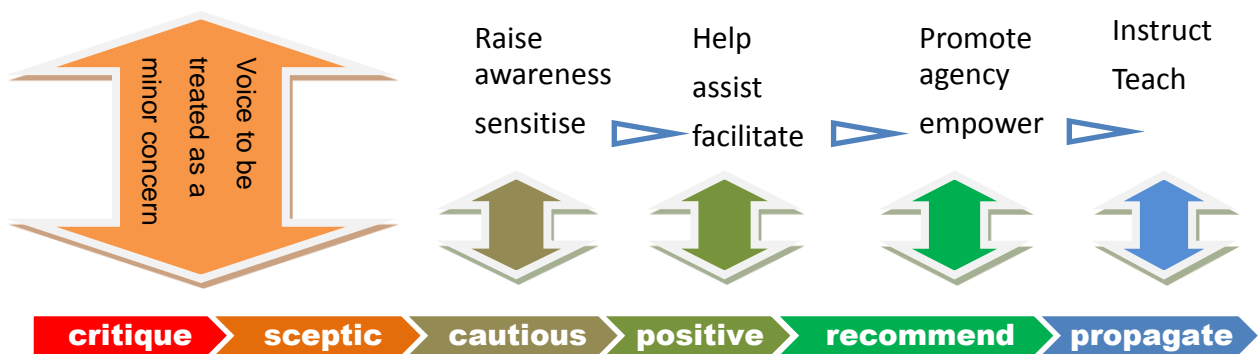 Voice to be
treated as a
minor concern
Raise
awareness
sensitise
Help
assist
facilitate
Promote
agency
empower
Instruct
Teach
critique
sceptic
cautious
positive
recommend
propagate